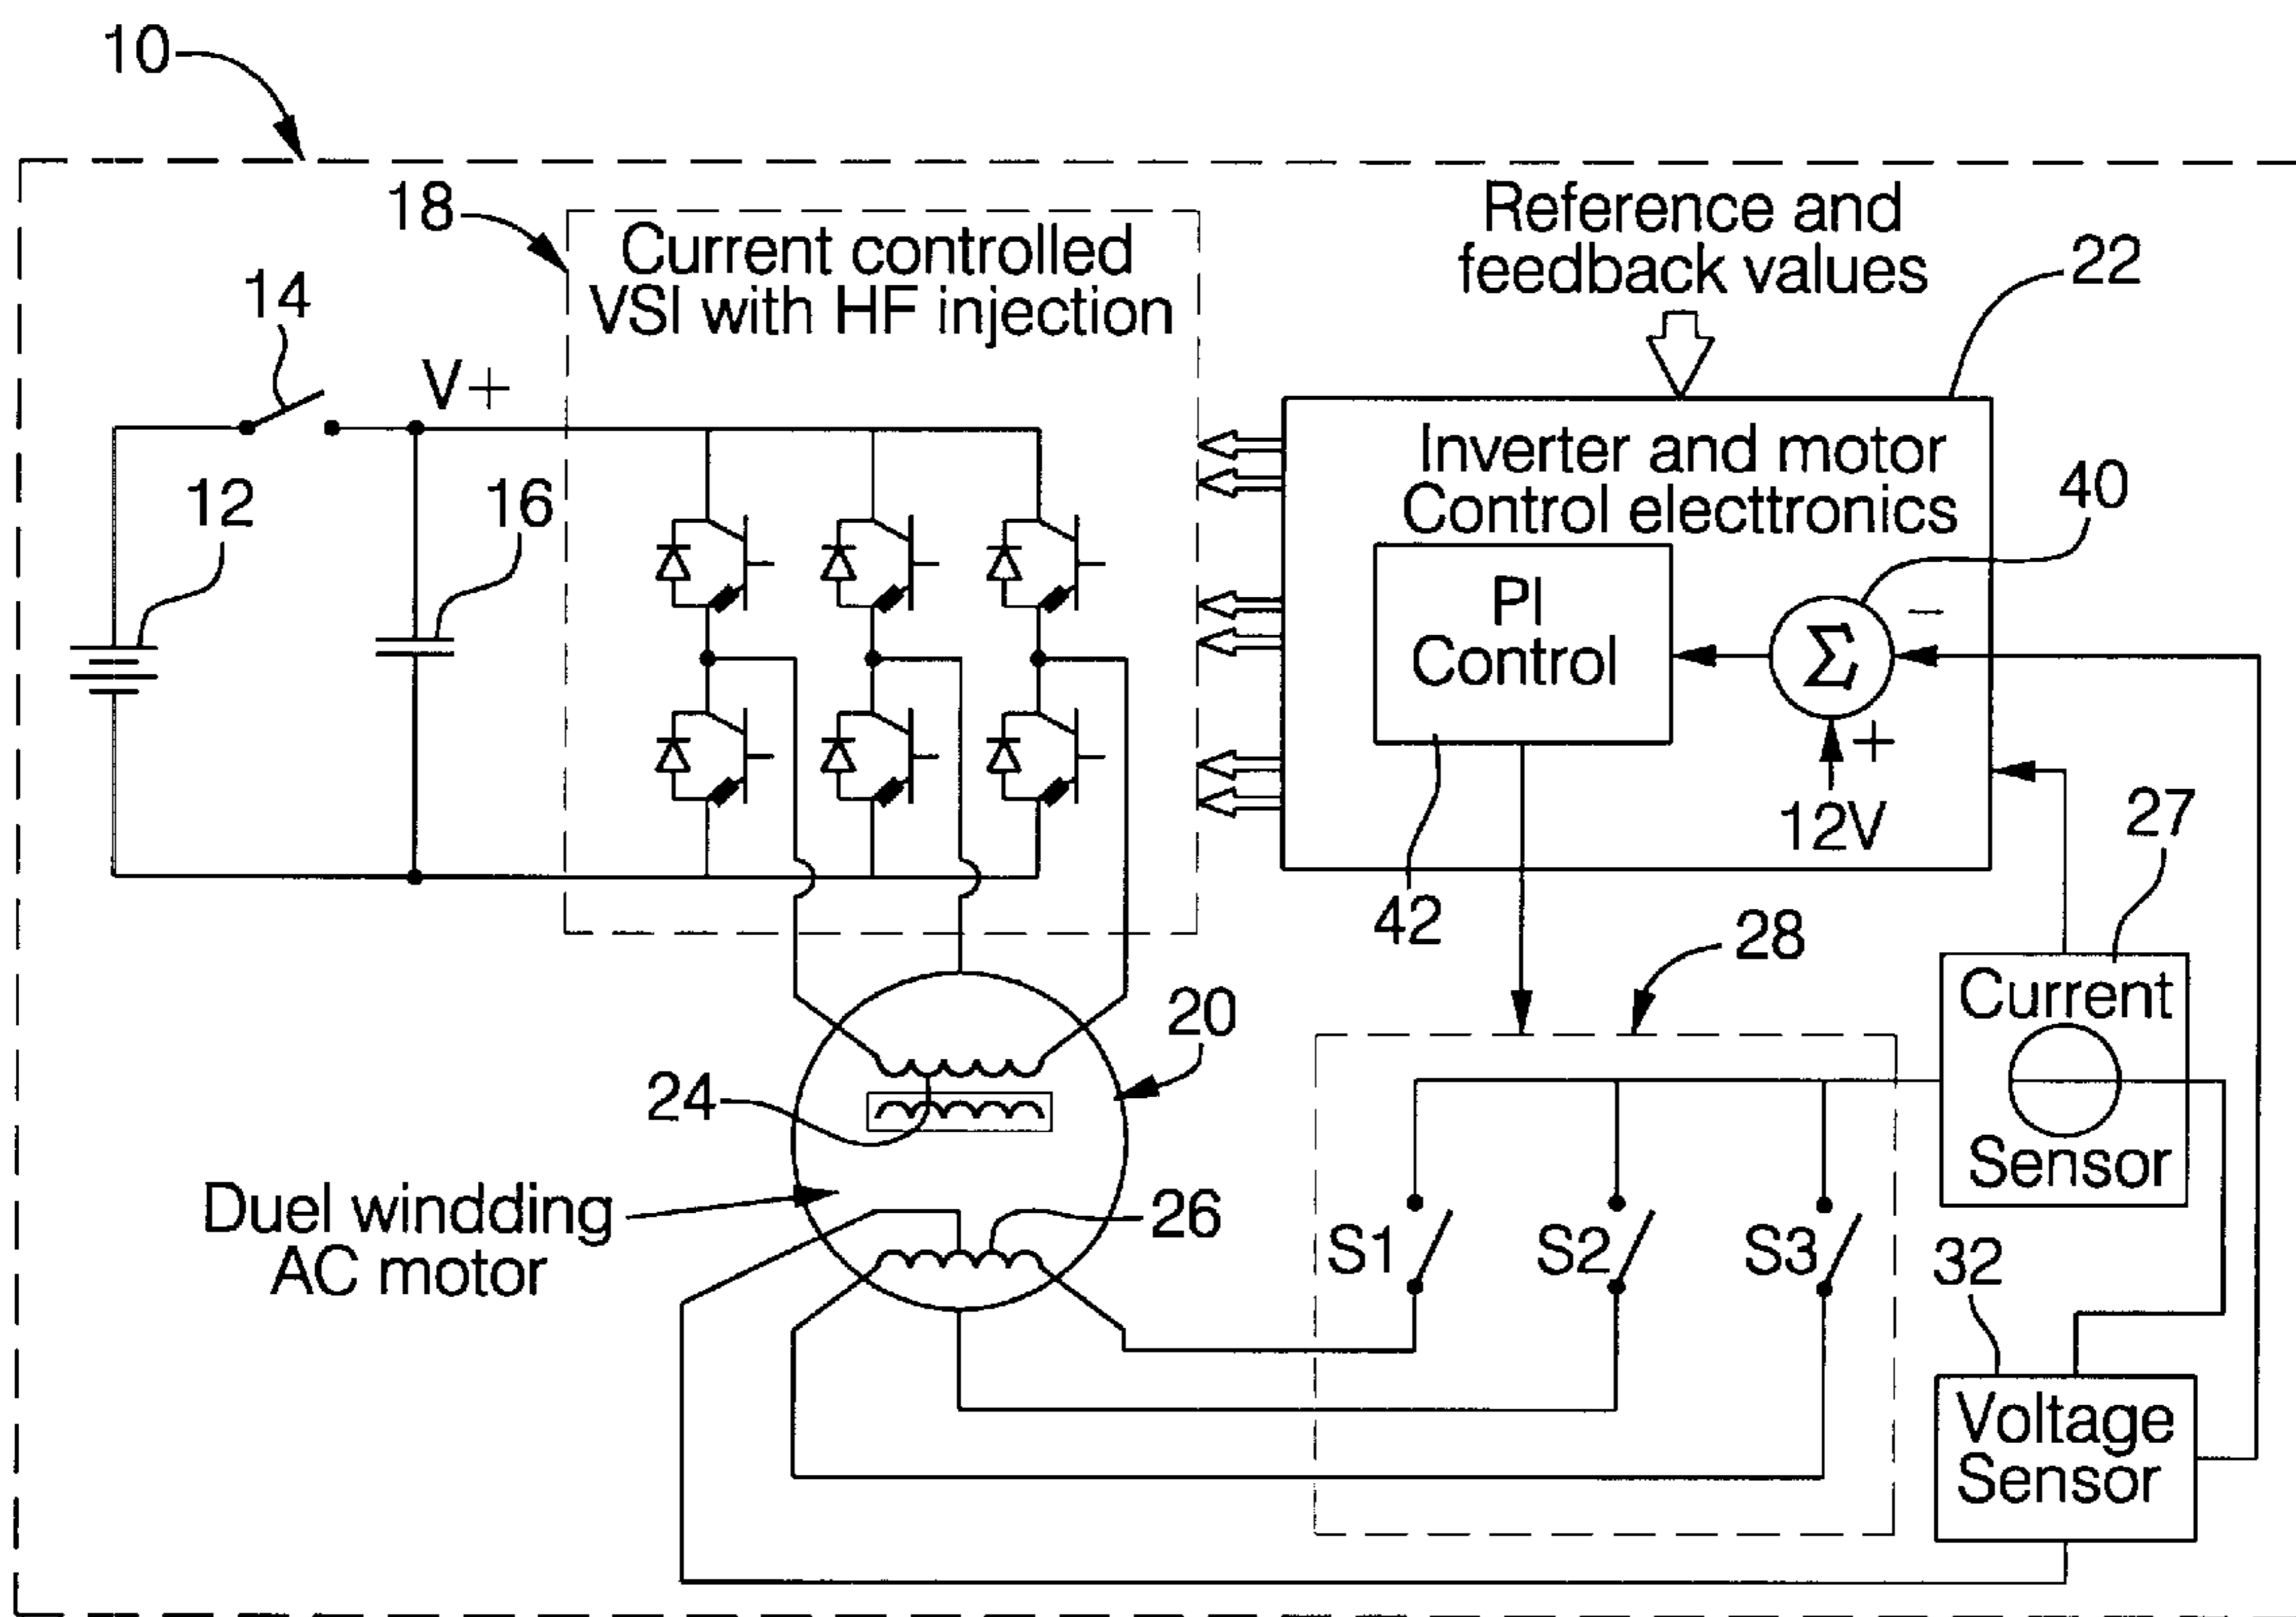 10
18
Current controlled
VSI with HF injection
Reference and
feedback values
22
14
V+
12
16
Inverter and motor
Control electtronics
40
PI
Control
Σ
−
+
12V
42
27
28
Current
Sensor
20
24
Duel windding
AC motor
26
S1
S2
S3
32
Voltage
Sensor